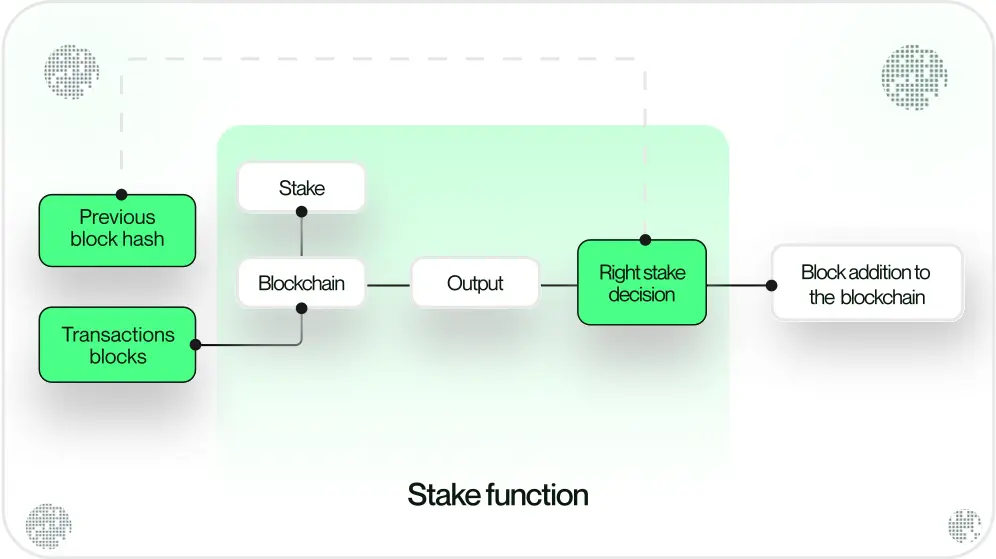 Stake
Previous
block hash
Blockchain
Output
Right stake
decision
Block addition to
the blockchain
Transactions
blocks
Stake function